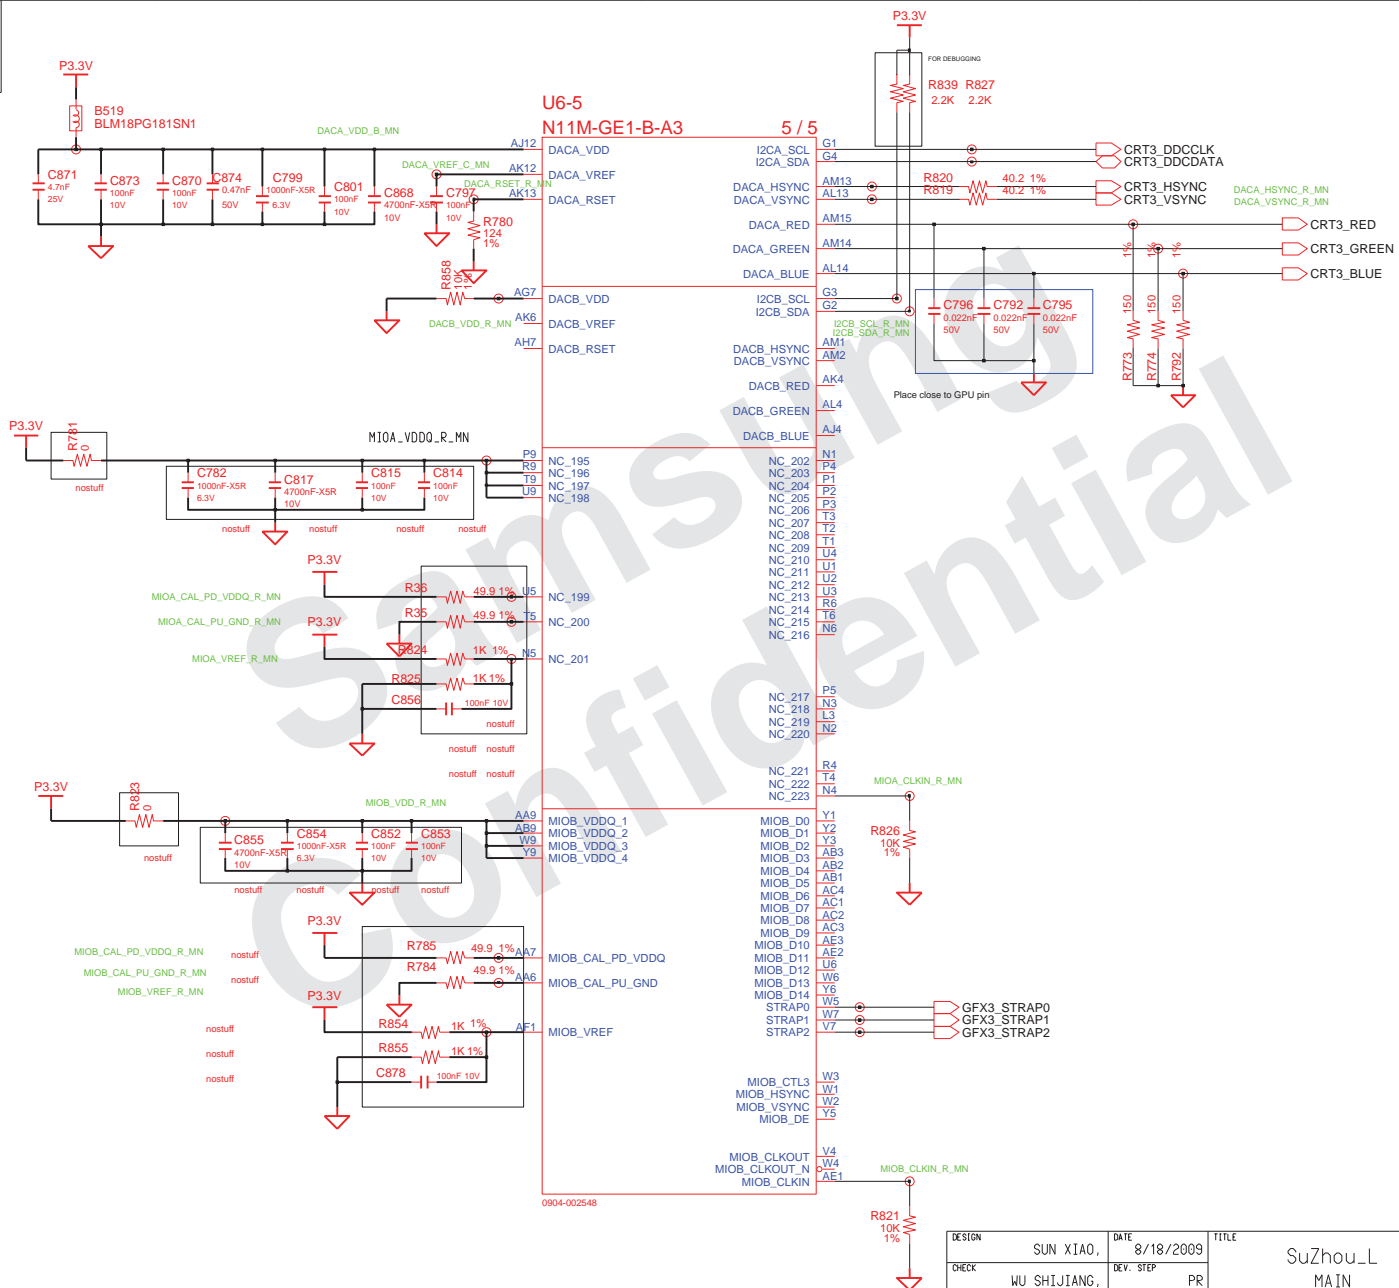 P3.3V
FOR DEBUGGING
R839 R827
2.2K 2.2K
P3.3V
B519
BLM18PG181SN1
U6-5
N11M-GE1-B-A3
5 / 5
DACA_VDD_B_MN
AJ12 DACA_VDD
DACA_VREF_C_MN
AK12 DACA_VREF
DACA_RSET_R_MN
AK13 DACA_RSET
C871
4.7nF
25V
C873
100nF
10V
C870
100nF
10V
C874
0.47nF
50V
C799
1000nF-X5R
6.3V
C801
100nF
10V
C868
4700nF-X5R
10V
C797
100nF
10V
R780
124
1%
R858
10K
1%
AG7 DACB_VDD
DACB_VDD_R_MN
AK6 DACB_VREF
AH7 DACB_RSET
I2CA_SCL G1 CRT3_DDCCLK
I2CA_SDA G4 CRT3_DDCDATA
DACA_HSYNC AM13 R820 40.2 1% CRT3_HSYNC
DACA_VSYNC AL13 R819 40.2 1% CRT3_VSYNC
DACA_HSYNC_R_MN
DACA_VSYNC_R_MN
DACA_RED AM15 CRT3_RED
DACA_GREEN AM14 CRT3_GREEN
DACA_BLUE AL14 CRT3_BLUE
1% 1% 1%
150 150 150
R773 R774 R792
I2CB_SCL G3
I2CB_SDA G2
I2CB_SCL_R_MN
I2CB_SDA_R_MN
C796
0.022nF
50V
C792
0.022nF
50V
C795
0.022nF
50V
Place close to GPU pin
DACB_HSYNC AM1
DACB_VSYNC AM2
DACB_RED AK4
DACB_GREEN AL4
DACB_BLUE AJ4
P3.3V
R781
0
nostuff
MIOA_VDDQ_R_MN
C782
1000nF-X5R
6.3V
C817
4700nF-X5R
10V
C815
100nF
10V
C814
100nF
10V
nostuff nostuff nostuff nostuff
P9 NC_195
R9 NC_196
T9 NC_197
U9 NC_198
NC_202 N1
NC_203 P4
NC_204 P1
NC_205 P2
NC_206 P3
NC_207 T3
NC_208 T2
NC_209 T1
NC_210 U4
NC_211 U1
NC_212 U2
NC_213 U3
NC_214 R6
NC_215 T6
NC_216 N6
P3.3V
MIOA_CAL_PD_VDDQ_R_MN
R36 49.9 1% U5 NC_199
MIOA_CAL_PU_GND_R_MN
R35 49.9 1% T5 NC_200
P3.3V
MIOA_VREF_R_MN
R824 1K 1% N5 NC_201
R825 1K 1%
C856 100nF 10V
nostuff
nostuff nostuff
nostuff nostuff
NC_217 P5
NC_218 N3
NC_219 L3
NC_220 N2
NC_221 R4
NC_222 T4
NC_223 N4
MIOA_CLKIN_R_MN
R826
10K
1%
P3.3V
R823
0
nostuff
MIOB_VDD_R_MN
C855
4700nF-X5R
10V
C854
1000nF-X5R
6.3V
C852
100nF
10V
C853
100nF
10V
nostuff nostuff nostuff nostuff
AA9 MIOB_VDDQ_1
AB9 MIOB_VDDQ_2
W9 MIOB_VDDQ_3
Y9 MIOB_VDDQ_4
MIOB_D0 Y1
MIOB_D1 Y2
MIOB_D2 Y3
MIOB_D3 AB3
MIOB_D4 AB2
MIOB_D5 AB1
MIOB_D6 AC4
MIOB_D7 AC1
MIOB_D8 AC2
MIOB_D9 AC3
MIOB_D10 AE3
MIOB_D11 AE2
MIOB_D12 U6
MIOB_D13 W6
MIOB_D14 Y6
STRAP0 W5 GFX3_STRAP0
STRAP1 W7 GFX3_STRAP1
STRAP2 V7 GFX3_STRAP2
P3.3V
MIOB_CAL_PD_VDDQ_R_MN nostuff
R785 49.9 1% AA7 MIOB_CAL_PD_VDDQ
MIOB_CAL_PU_GND_R_MN nostuff
R784 49.9 1% AA6 MIOB_CAL_PU_GND
MIOB_VREF_R_MN
P3.3V
nostuff R854 1K 1% AF1 MIOB_VREF
nostuff R855 1K 1%
nostuff C878 100nF 10V
MIOB_CTL3 W3
MIOB_HSYNC W1
MIOB_VSYNC W2
MIOB_DE Y5
MIOB_CLKOUT V4
MIOB_CLKOUT_N W4
MIOB_CLKIN AE1
MIOB_CLKIN_R_MN
0904-002548
R821
10K
1%
Samsung
Confidential
DESIGN SUN XIAO, DATE 8/18/2009 TITLE SuZhou_L
CHECK WU SHIJIANG, DEV. STEP PR MAIN